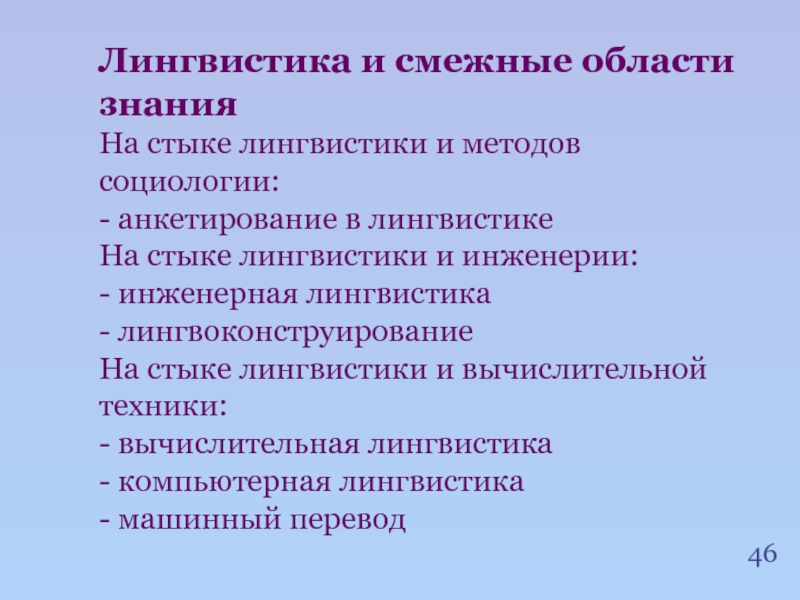 Лингвистика и смежные области
знания
На стыке лингвистики и методов
социологии:
- анкетирование в лингвистике
На стыке лингвистики и инженерии:
- инженерная лингвистика
- лингвоконструирование
На стыке лингвистики и вычислительной
техники:
- вычислительная лингвистика
- компьютерная лингвистика
- машинный перевод
46